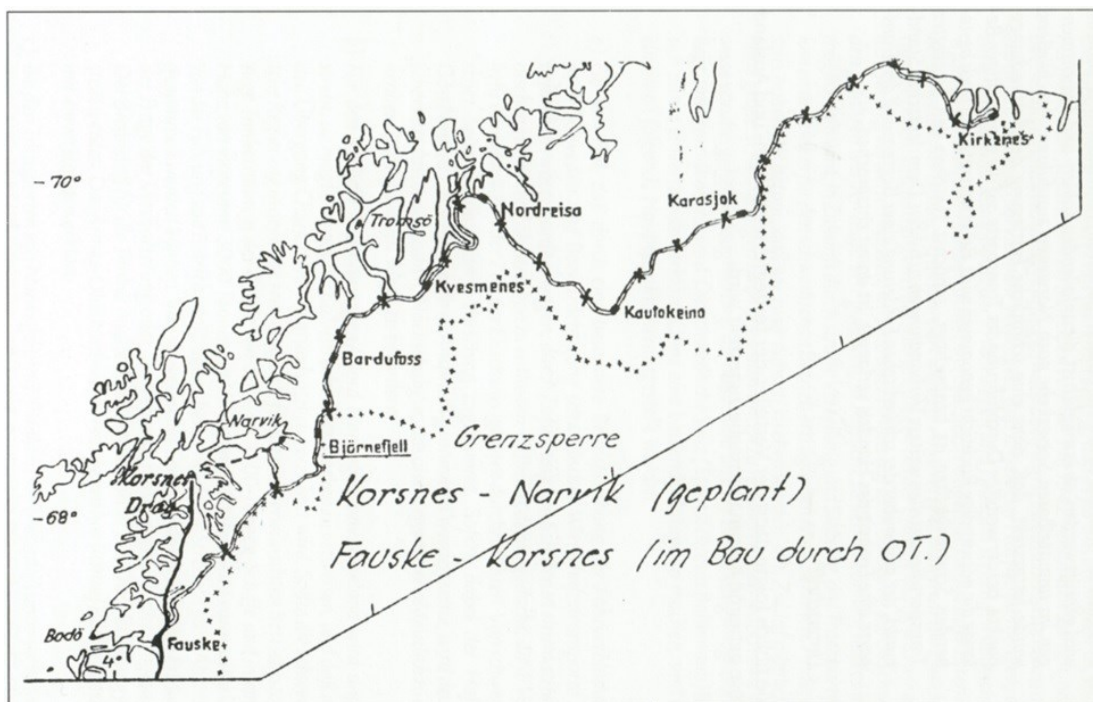 Kirkenes
-70°
Karasjok
Nordreisa
Tromsö
Kvesmenes
Kautokeino
Bardufoss
Narvik
Grenzsperre
Björnefjell
Korsnes
Korsnes - Narvik (geplant)
Drag
-68°
Fauske - Korsnes (im Bau durch OT.)
Bodö
Fauske
4°